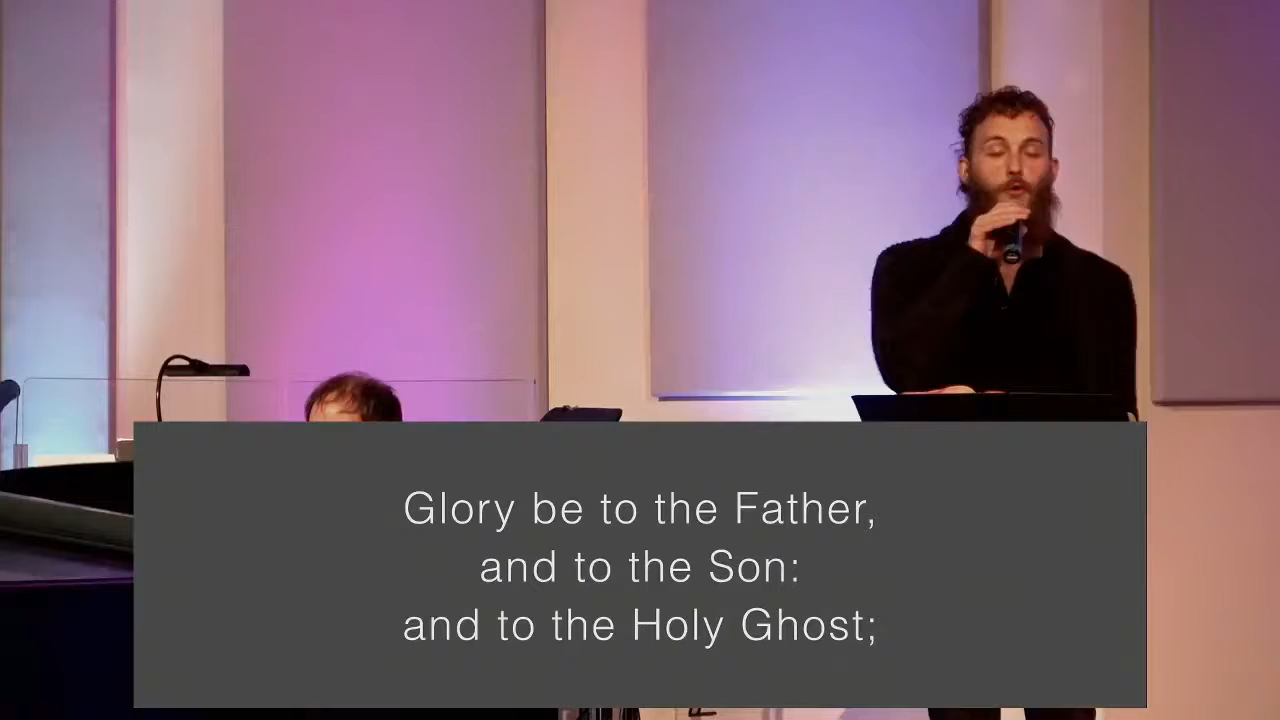 Glory be to the Father,
and to the Son:
and to the Holy Ghost;